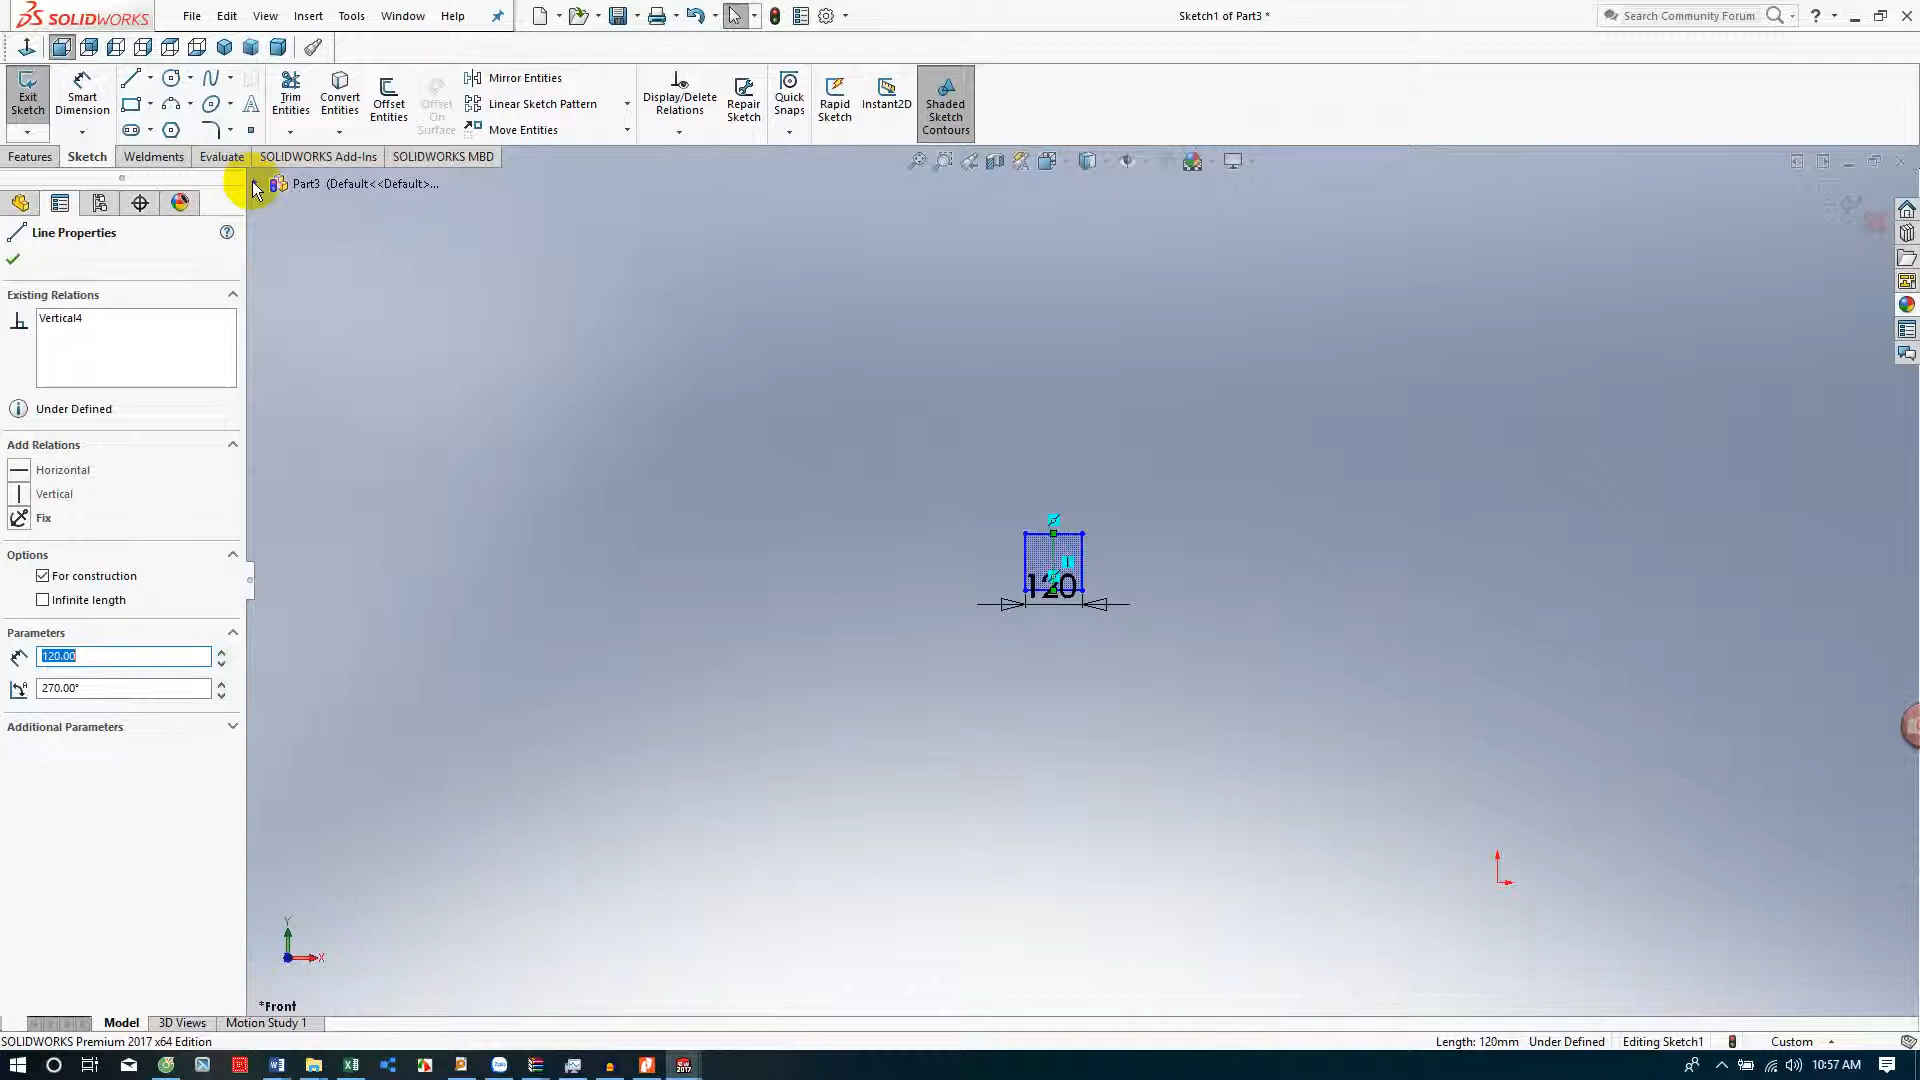 SOLIDWORKS
File Edit View Insert Tools Window Help
Sketch1 of Part3 *
Search Community Forum
Exit Sketch
Smart Dimension
Trim Entities
Convert Entities
Offset Entities
Offset On Surface
Mirror Entities
Linear Sketch Pattern
Move Entities
Display/Delete Relations
Repair Sketch
Quick Snaps
Rapid Sketch
Instant2D
Shaded Sketch Contours
Features Sketch Weldments Evaluate SOLIDWORKS Add-Ins SOLIDWORKS MBD
Part3 (Default<<Default>...
Line Properties
Existing Relations
Vertical4
Under Defined
Add Relations
Horizontal
Vertical
Fix
Options
For construction
Infinite length
Parameters
120.00
270.00°
Additional Parameters
120
Y
X
*Front
Model 3D Views Motion Study 1
SOLIDWORKS Premium 2017 x64 Edition
Length: 120mm Under Defined Editing Sketch1 Custom
10:57 AM